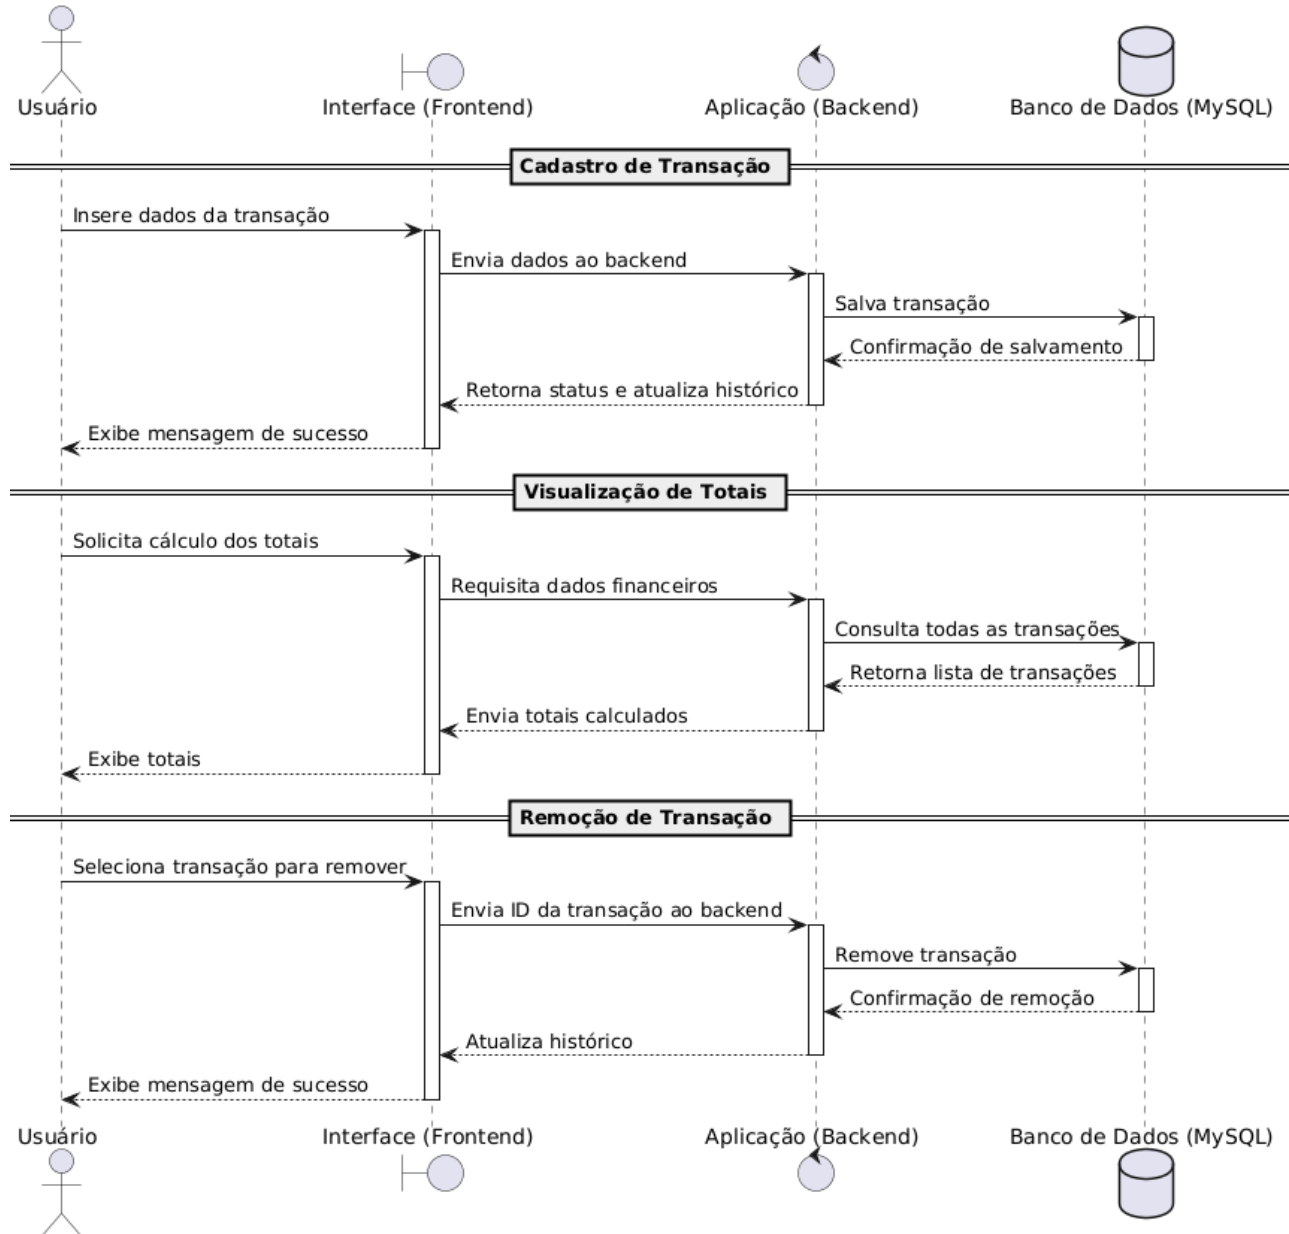 Usuário
Interface (Frontend)
Aplicação (Backend)
Banco de Dados (MySQL)
Cadastro de Transação
Insere dados da transação
Envia dados ao backend
Salva transação
Confirmação de salvamento
Retorna status e atualiza histórico
Exibe mensagem de sucesso
Visualização de Totais
Solicita cálculo dos totais
Requisita dados financeiros
Consulta todas as transações
Retorna lista de transações
Envia totais calculados
Exibe totais
Remoção de Transação
Seleciona transação para remover
Envia ID da transação ao backend
Remove transação
Confirmação de remoção
Atualiza histórico
Exibe mensagem de sucesso
Usuário
Interface (Frontend)
Aplicação (Backend)
Banco de Dados (MySQL)